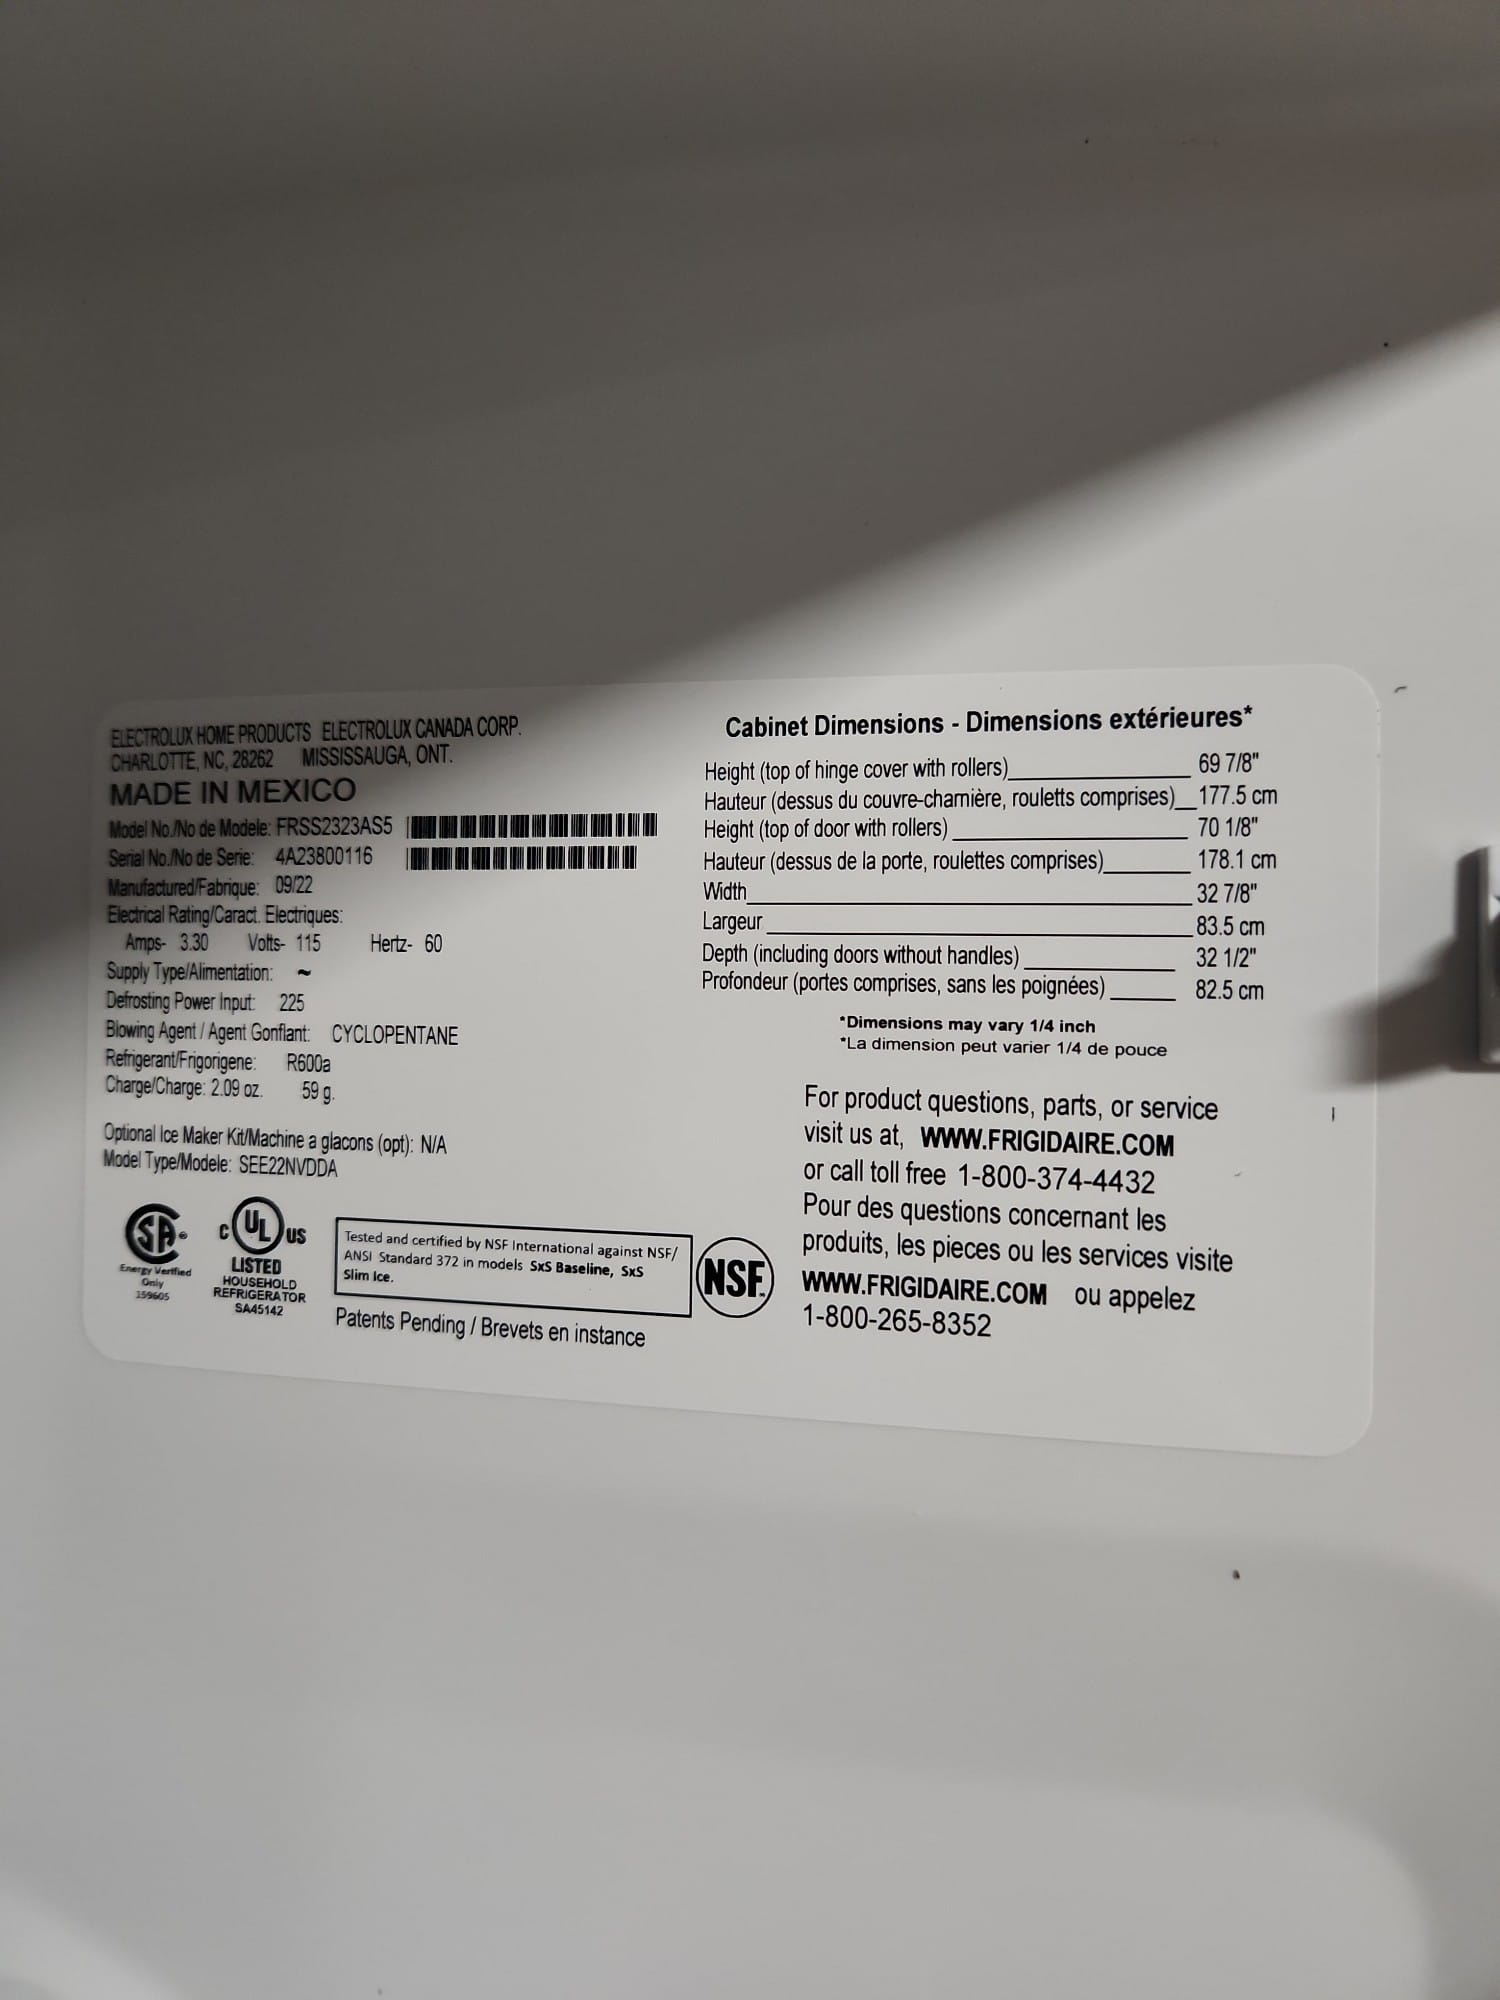 ELECTROLUX HOME PRODUCTS ELECTROLUX CANADA CORP.
CHARLOTTE, NC, 28262 MISSISSAUGA, ONT.
MADE IN MEXICO
Model No./No de Modele: FRSS2323AS5
Serial No./No de Serie: 4A23800116
Manufactured/Fabrique: 09/22
Electrical Rating/Caract. Electriques:
Amps- 3.30 Volts- 115 Hertz- 60
Supply Type/Alimentation: ~
Defrosting Power Input: 225
Blowing Agent / Agent Gonflant: CYCLOPENTANE
Refrigerant/Frigorigene: R600a
Charge/Charge: 2.09 oz. 59 g.
Optional Ice Maker Kit/Machine a glacons (opt): N/A
Model Type/Modele: SEE22NVDDA
SA
Energy Verified
Only
159605
c UL us
LISTED
HOUSEHOLD
REFRIGERATOR
SA45142
Tested and certified by NSF International against NSF/
ANSI Standard 372 in models SxS Baseline, SxS
Slim Ice.
NSF
Patents Pending / Brevets en instance
Cabinet Dimensions - Dimensions extérieures*
Height (top of hinge cover with rollers) 69 7/8"
Hauteur (dessus du couvre-charnière, rouletts comprises) 177.5 cm
Height (top of door with rollers) 70 1/8"
Hauteur (dessus de la porte, roulettes comprises) 178.1 cm
Width 32 7/8"
Largeur 83.5 cm
Depth (including doors without handles) 32 1/2"
Profondeur (portes comprises, sans les poignées) 82.5 cm
*Dimensions may vary 1/4 inch
*La dimension peut varier 1/4 de pouce
For product questions, parts, or service
visit us at, WWW.FRIGIDAIRE.COM
or call toll free 1-800-374-4432
Pour des questions concernant les
produits, les pieces ou les services visite
WWW.FRIGIDAIRE.COM ou appelez
1-800-265-8352